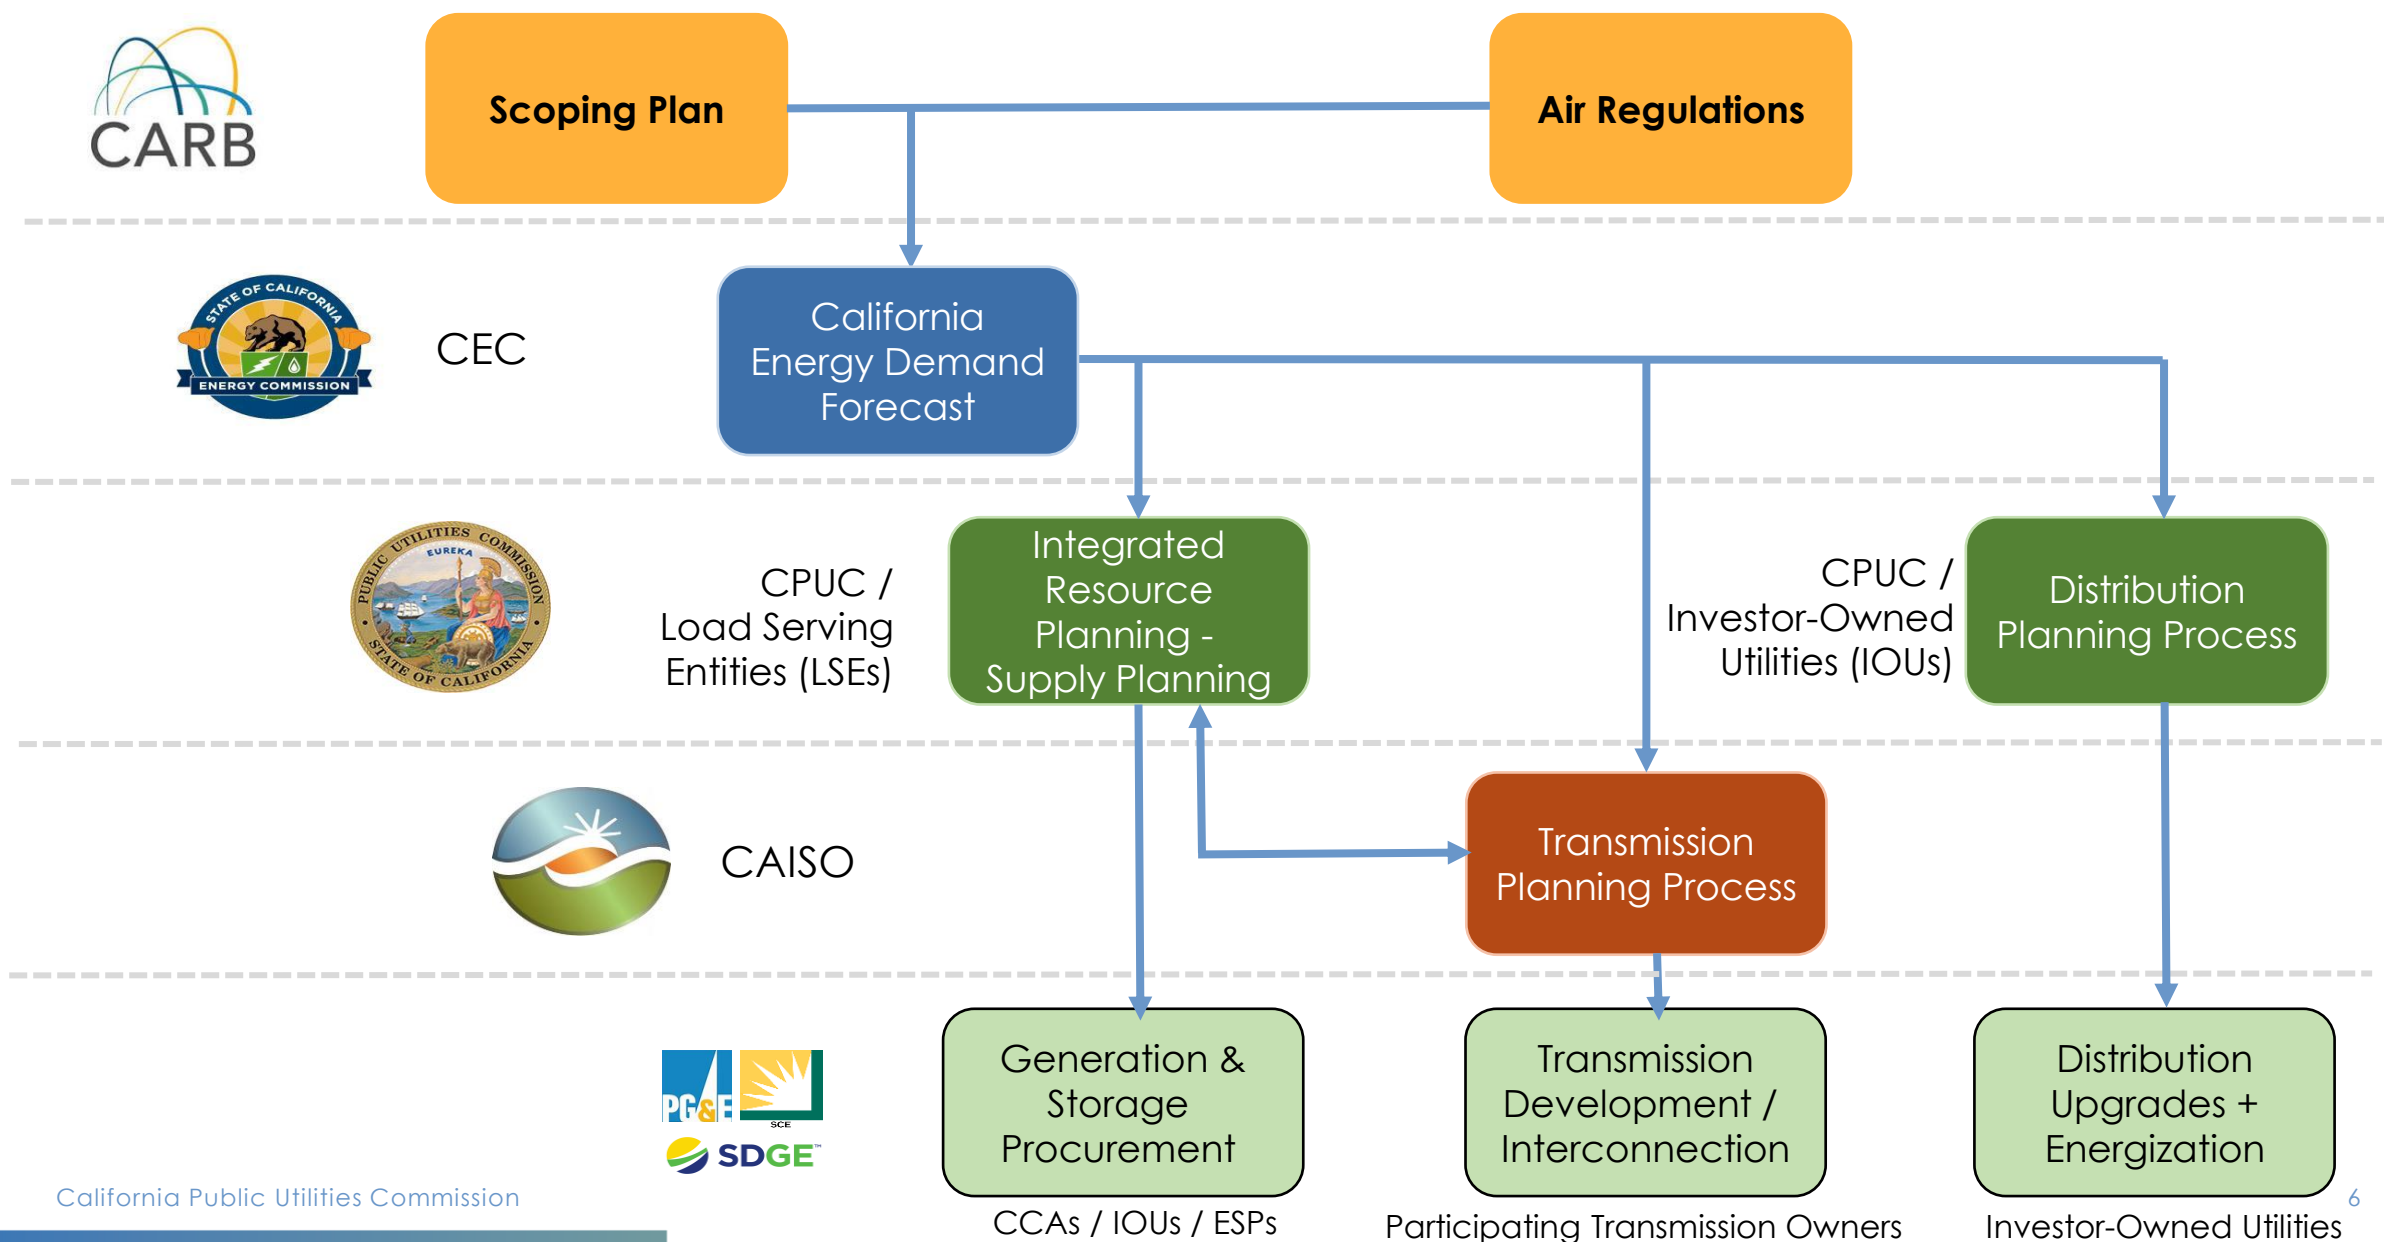 CARB
Scoping Plan
Air Regulations
STATE OF CALIFORNIA
ENERGY COMMISSION
CEC
California
Energy Demand
Forecast
PUBLIC UTILITIES COMMISSION
EUREKA
STATE OF CALIFORNIA
CPUC /
Load Serving
Entities (LSEs)
Integrated
Resource
Planning -
Supply Planning
CPUC /
Investor-Owned
Utilities (IOUs)
Distribution
Planning Process
CAISO
Transmission
Planning Process
PG&E
SCE
SDGE™
Generation &
Storage
Procurement
CCAs / IOUs / ESPs
Transmission
Development /
Interconnection
Participating Transmission Owners
Distribution
Upgrades +
Energization
Investor-Owned Utilities
California Public Utilities Commission
6